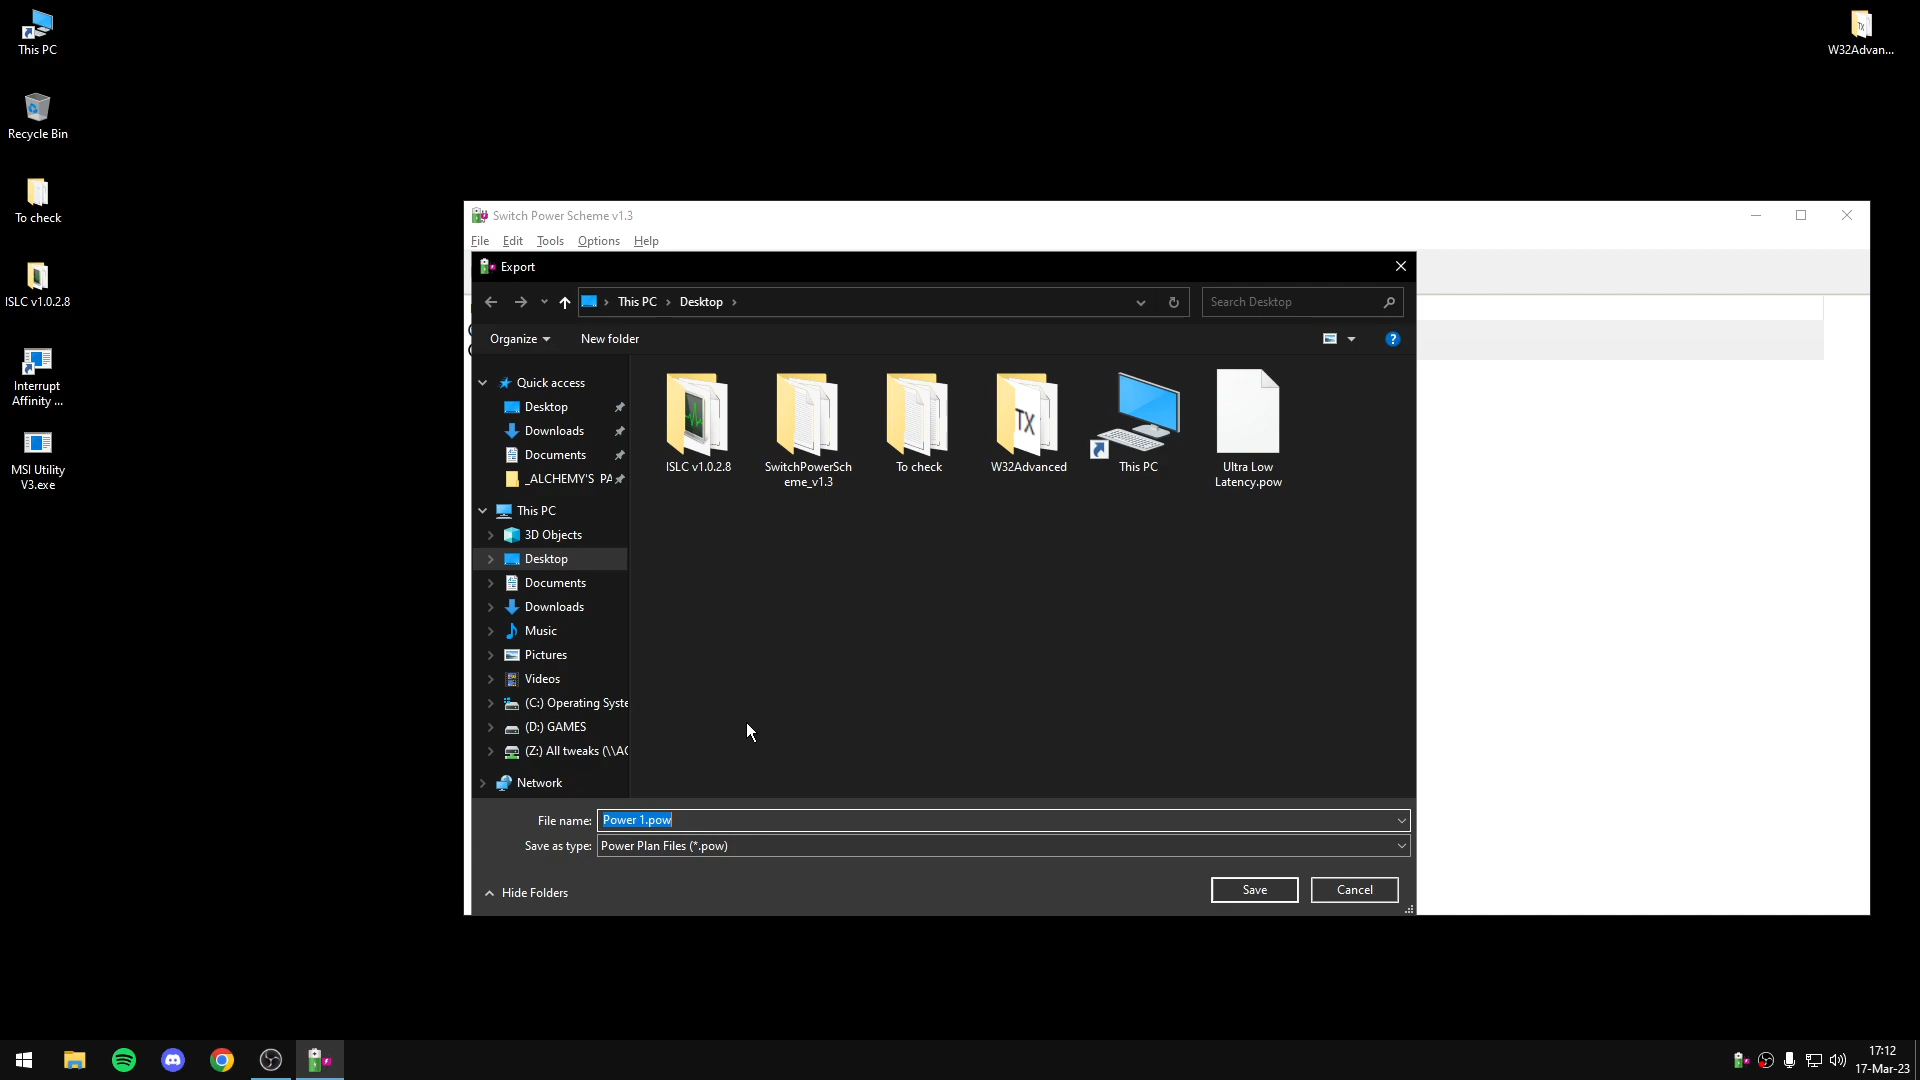 This PC
Recycle Bin
To check
ISLC v1.0.2.8
Interrupt
Affinity ...
MSI Utility
V3.exe
W32Advan...
Switch Power Scheme v1.3
File Edit Tools Options Help
Export
This PC Desktop
Search Desktop
Organize New folder
Quick access
Desktop
Downloads
Documents
_ALCHEMY'S PA
This PC
3D Objects
Desktop
Documents
Downloads
Music
Pictures
Videos
(C:) Operating Syste
(D:) GAMES
(Z:) All tweaks (\\AC
Network
ISLC v1.0.2.8
SwitchPowerSch
eme_v1.3
To check
W32Advanced
TX
This PC
Ultra Low
Latency.pow
File name: Power 1.pow
Save as type: Power Plan Files (*.pow)
Hide Folders
Save Cancel
17:12
17-Mar-23